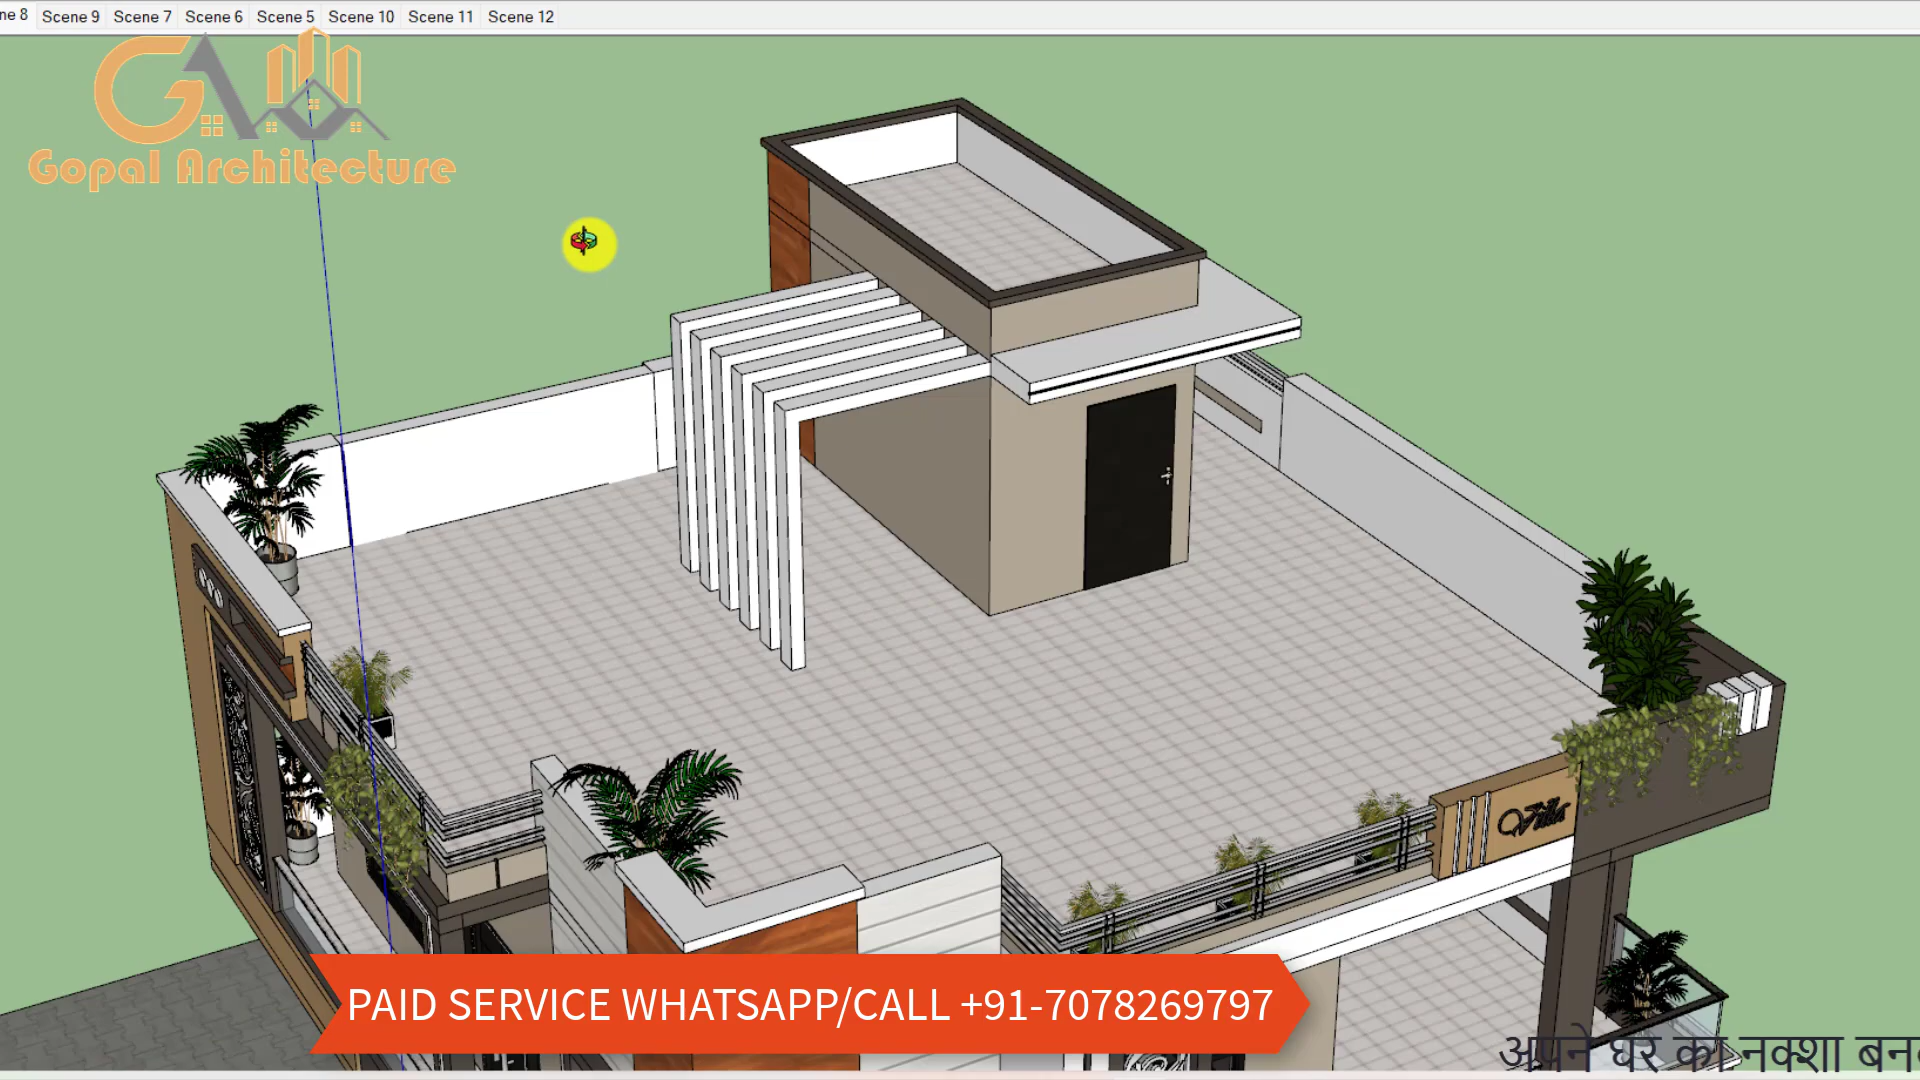 ne 8 Scene 9 Scene 7 Scene 6 Scene 5 Scene 10 Scene 11 Scene 12
Gopal Architecture
Villa
PAID SERVICE WHATSAPP/CALL +91-7078269797
अपने घर का नक्शा